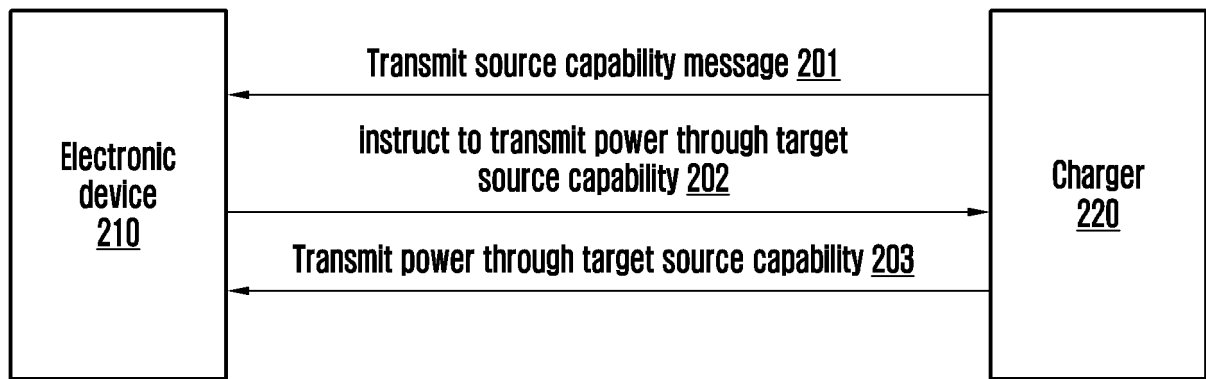 Transmit source capability message 201
instruct to transmit power through target
source capability 202
Electronic
device
210
Charger
220
Transmit power through target source capability 203